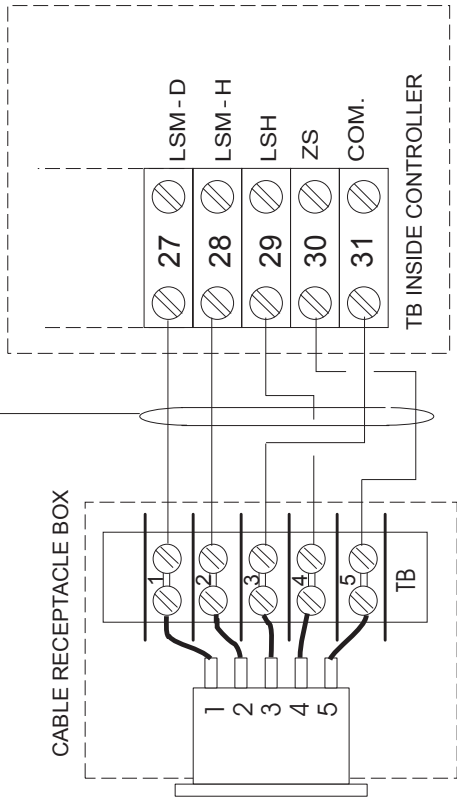 CABLE RECEPTACLE BOX
1
2
3
4
5
1
2
3
4
5
TB
27
28
29
30
31
LSM - D
LSM - H
LSH
ZS
COM.
TB INSIDE CONTROLLER